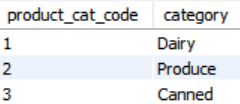 product_cat_code category
1 Dairy
2 Produce
3 Canned